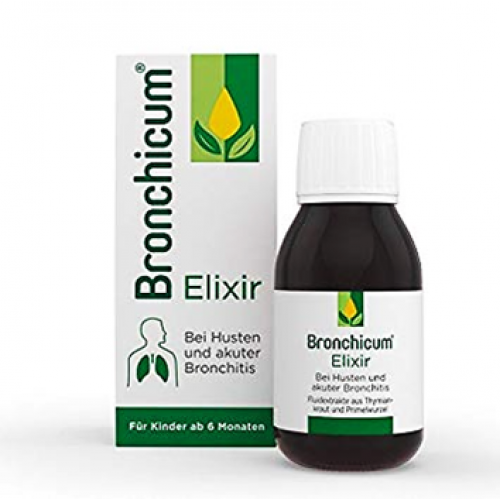 Bronchicum®
Elixir
Bei Husten
und akuter
Bronchitis
Für Kinder ab 6 Monaten
Bronchicum®
Elixir
Bei Husten und
akuter Bronchitis
Fluidextrakte aus Thymian-
kraut und Primelwurzel